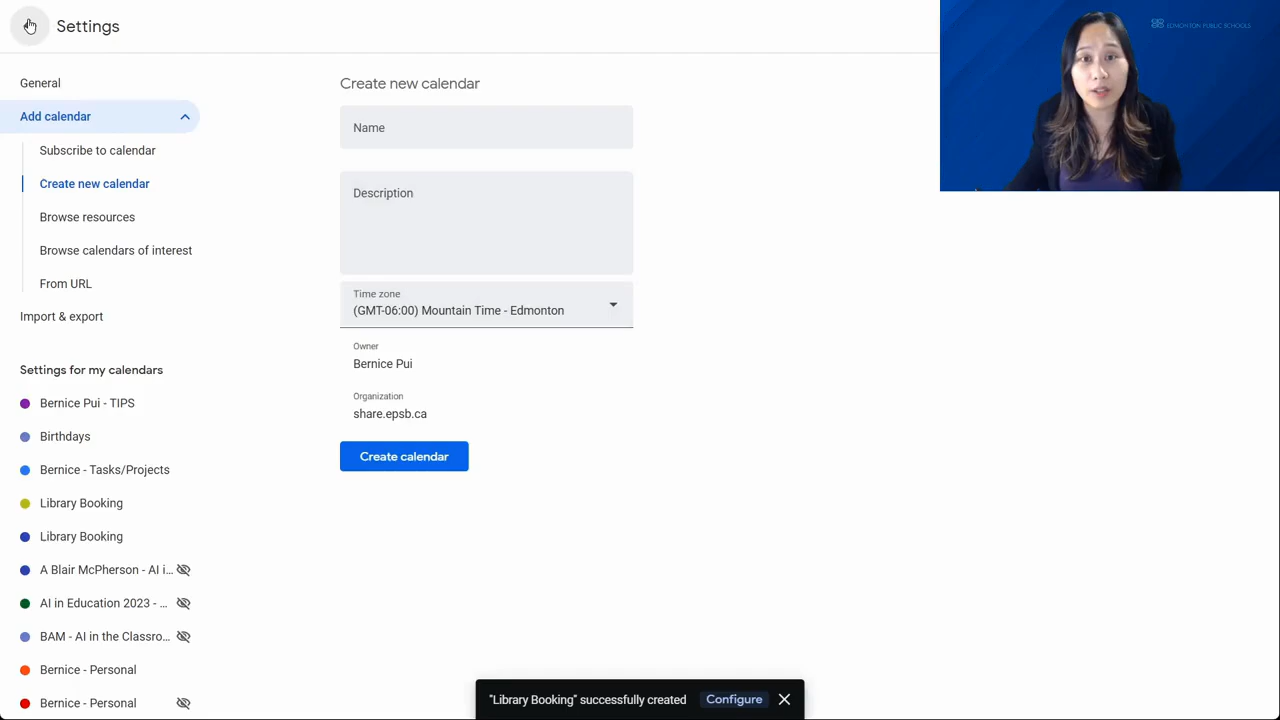 Settings
EDMONTON PUBLIC SCHOOLS
General
Add calendar
Subscribe to calendar
Create new calendar
Browse resources
Browse calendars of interest
From URL
Import & export
Settings for my calendars
Bernice Pui - TIPS
Birthdays
Bernice - Tasks/Projects
Library Booking
Library Booking
A Blair McPherson - AI i...
AI in Education 2023 - ...
BAM - AI in the Classro...
Bernice - Personal
Bernice - Personal
Create new calendar
Name
Description
Time zone
(GMT-06:00) Mountain Time - Edmonton
Owner
Bernice Pui
Organization
share.epsb.ca
Create calendar
"Library Booking" successfully created Configure